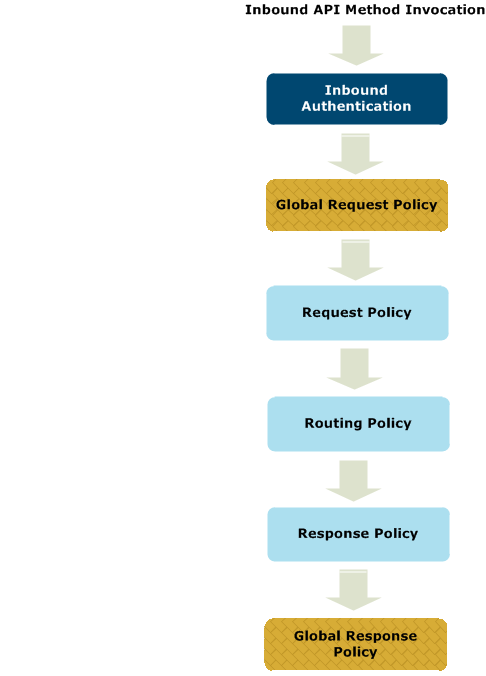 Inbound API Method Invocation
Inbound
Authentication
Global Request Policy
Request Policy
Routing Policy
Response Policy
Global Response
Policy